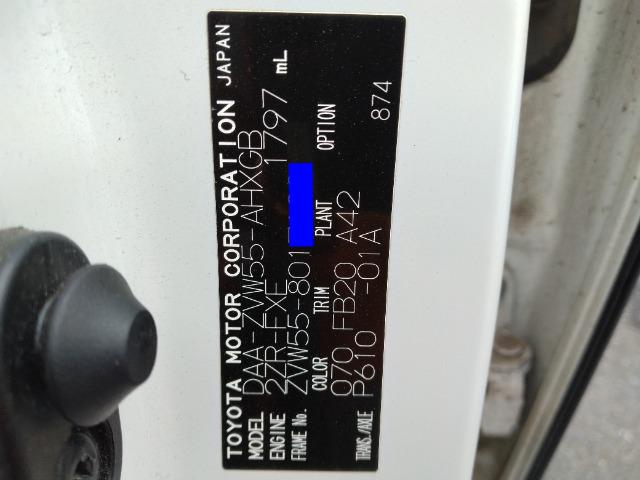 TOYOTA MOTOR CORPORATION JAPAN
MODEL DAA-ZVW55-AHXGB
ENGINE 2ZR-FXE 1797 mL
FRAME No. ZVW55-801
COLOR TRIM PLANT OPTION
070 FB20 A42 874
TRANS./AXLE P610 -01A